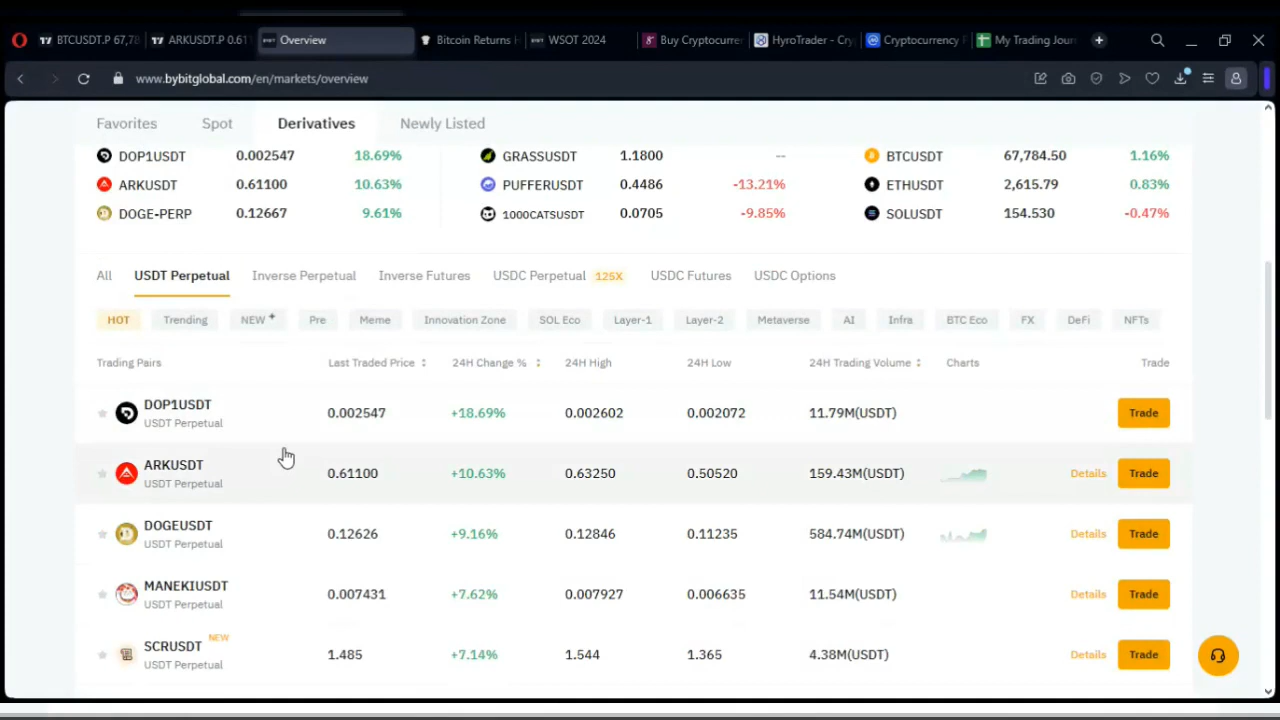 BTCUSDT.P 67,78
ARKUSDT.P 0.61
Overview
Bitcoin Returns H
WSOT 2024
Buy Cryptocurre
HyroTrader - Cry
Cryptocurrency
My Trading Journ
www.bybitglobal.com/en/markets/overview
Favorites Spot Derivatives Newly Listed
DOP1USDT 0.002547 18.69% GRASSUSDT 1.1800 -- BTCUSDT 67,784.50 1.16%
ARKUSDT 0.61100 10.63% PUFFERUSDT 0.4486 -13.21% ETHUSDT 2,615.79 0.83%
DOGE-PERP 0.12667 9.61% 1000CATSUSDT 0.0705 -9.85% SOLUSDT 154.530 -0.47%
All USDT Perpetual Inverse Perpetual Inverse Futures USDC Perpetual 125X USDC Futures USDC Options
HOT Trending NEW Pre Meme Innovation Zone SOL Eco Layer-1 Layer-2 Metaverse AI Infra BTC Eco FX DeFi NFTs
Trading Pairs Last Traded Price 24H Change % 24H High 24H Low 24H Trading Volume Charts Trade
DOP1USDT
USDT Perpetual
0.002547 +18.69% 0.002602 0.002072 11.79M(USDT) Trade
ARKUSDT
USDT Perpetual
0.61100 +10.63% 0.63250 0.50520 159.43M(USDT) Details Trade
DOGEUSDT
USDT Perpetual
0.12626 +9.16% 0.12846 0.11235 584.74M(USDT) Details Trade
MANEKIUSDT
USDT Perpetual
0.007431 +7.62% 0.007927 0.006635 11.54M(USDT) Details Trade
SCRUSDT NEW
USDT Perpetual
1.485 +7.14% 1.544 1.365 4.38M(USDT) Details Trade